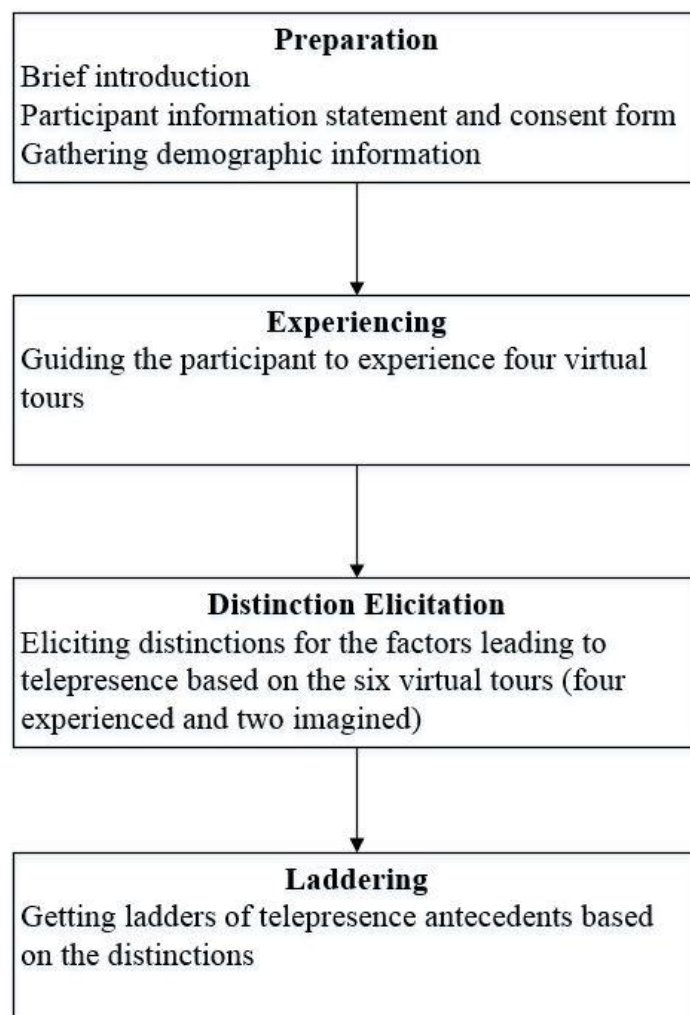 Preparation
Brief introduction
Participant information statement and consent form
Gathering demographic information
Experiencing
Guiding the participant to experience four virtual
tours
Distinction Elicitation
Eliciting distinctions for the factors leading to
telepresence based on the six virtual tours (four
experienced and two imagined)
Laddering
Getting ladders of telepresence antecedents based
on the distinctions